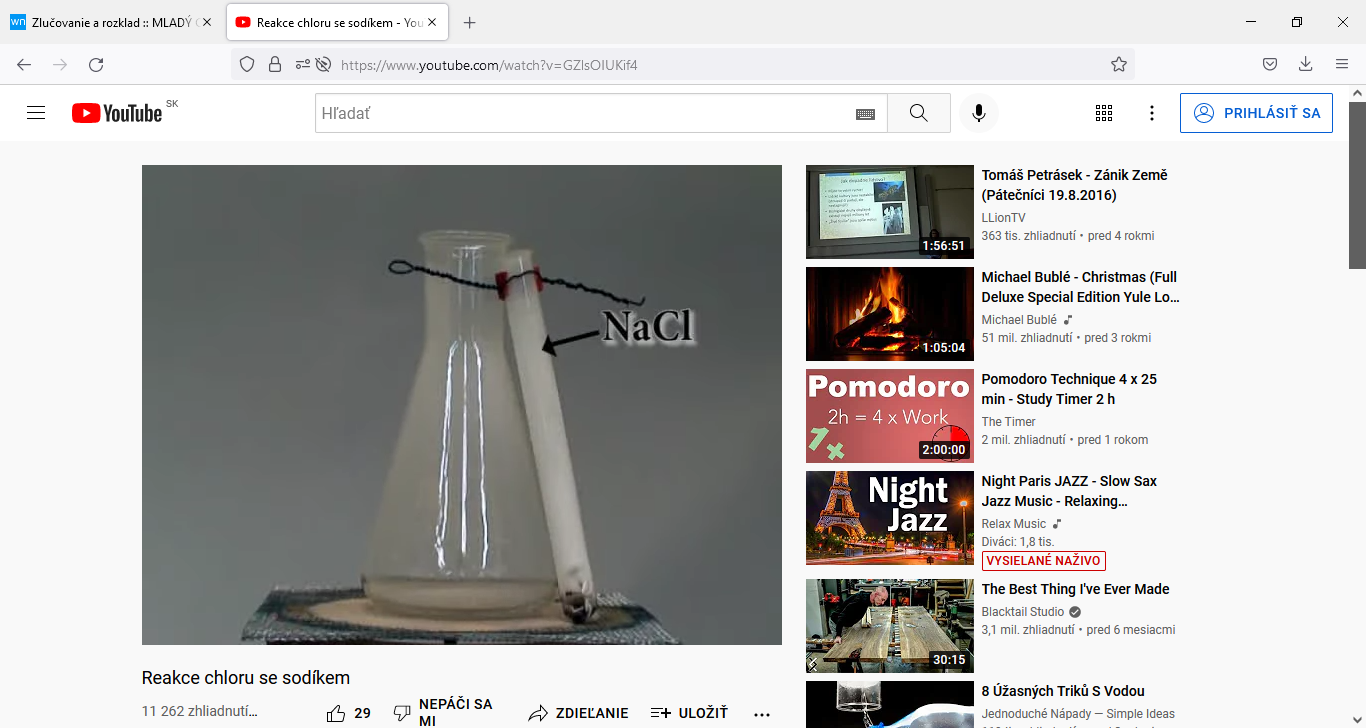 Zlučovanie a rozklad :: MLADÝ
Reakce chloru se sodíkem - You
https://www.youtube.com/watch?v=GZlsOIUKif4
YouTube SK
Hľadať
PRIHLÁSIŤ SA
NaCl
Reakce chloru se sodíkem
11 262 zhliadnutí…
29
NEPÁČI SA
MI
ZDIEĽANIE
ULOŽIŤ
1:56:51
Tomáš Petrásek - Zánik Země
(Pátečníci 19.8.2016)
LLionTV
363 tis. zhliadnutí • pred 4 rokmi
1:05:04
Michael Bublé - Christmas (Full
Deluxe Special Edition Yule Lo…
Michael Bublé
51 mil. zhliadnutí • pred 3 rokmi
Pomodoro
2h = 4 x Work
1x
2:00:00
Pomodoro Technique 4 x 25
min - Study Timer 2 h
The Timer
2 mil. zhliadnutí • pred 1 rokom
Night
Jazz
Night Paris JAZZ - Slow Sax
Jazz Music - Relaxing…
Relax Music
Diváci: 1,8 tis.
VYSIELANÉ NAŽIVO
30:15
The Best Thing I've Ever Made
Blacktail Studio
3,1 mil. zhliadnutí • pred 6 mesiacmi
8 Úžasných Triků S Vodou
Jednoduché Nápady — Simple Ideas